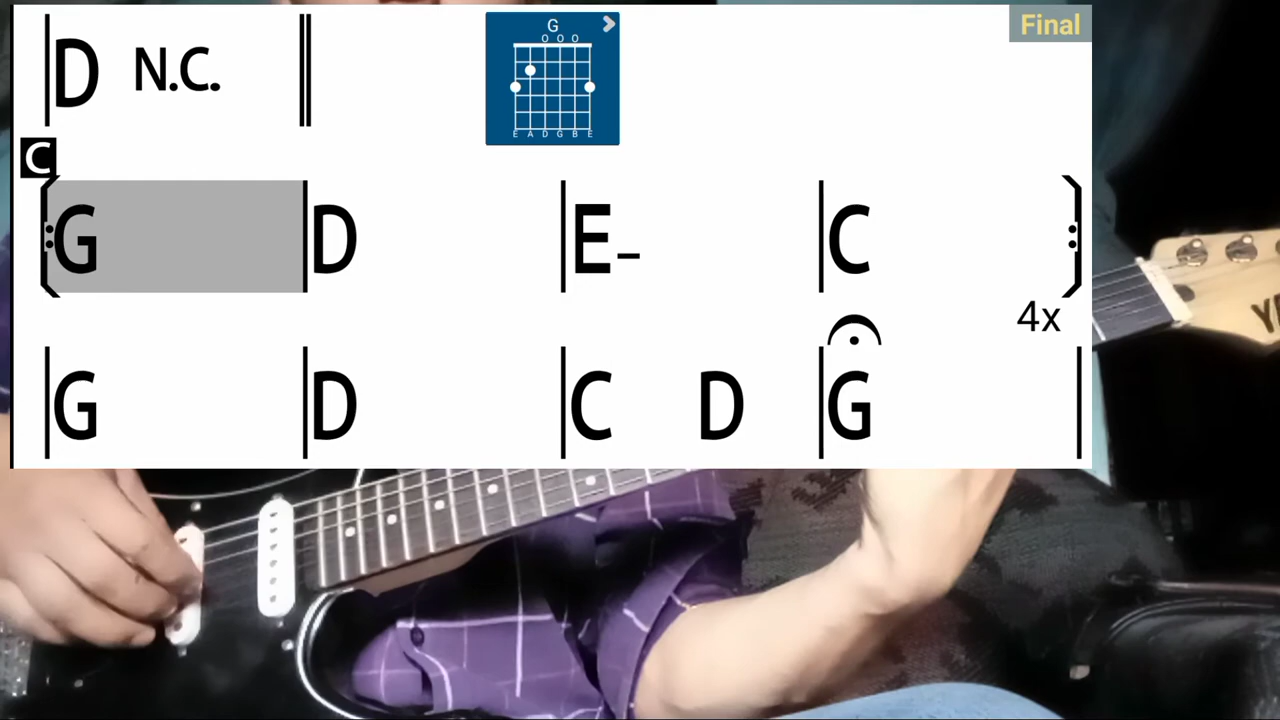 D N.C.
G
O O O
E A D G B E
Final
C
G D E- C
4x
G D C D G